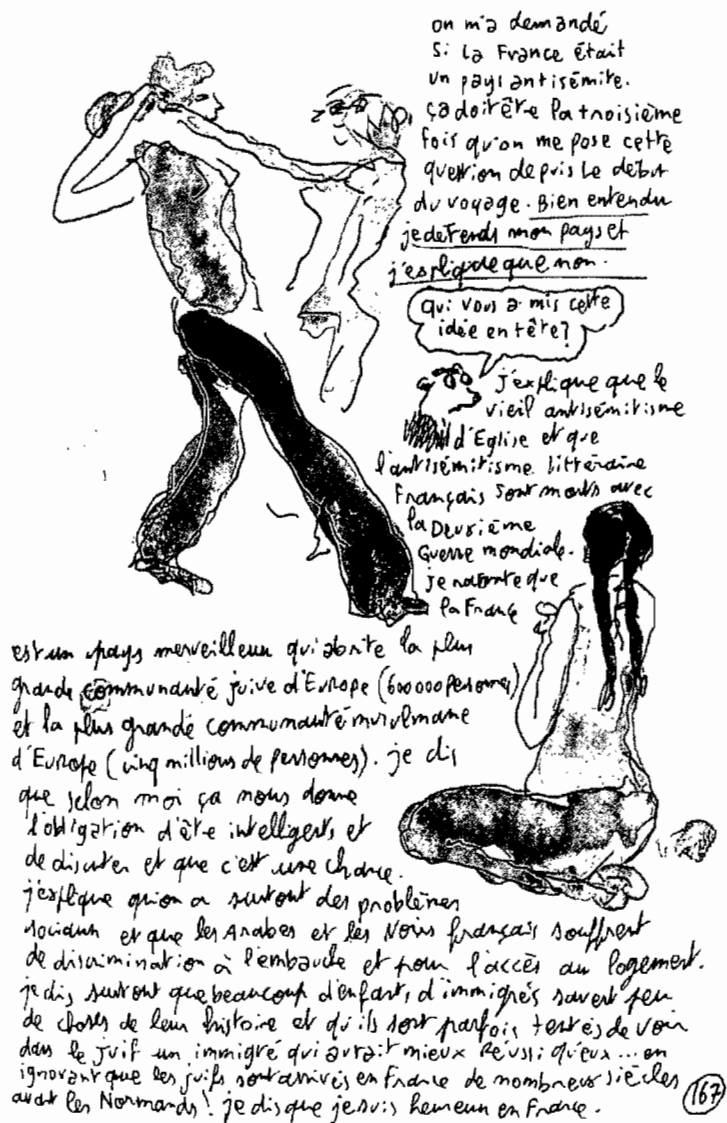 on m'a demandé
si la France était
un pays antisémite.
ça doit être la troisième
fois qu'on me pose cette
question depuis le début
du voyage. Bien entendu
je défends mon pays et
j'explique que non.
qui vous a mis cette
idée en tête?
j'explique que le
vieil antisémitisme
d'Eglise et que
l'antisémitisme littéraire
Français sont morts avec
la Deuxième
Guerre mondiale.
je raconte que
la France
est un pays merveilleux qui abrite la plus
grande communauté juive d'Europe (600 000 personnes)
et la plus grande communauté musulmane
d'Europe (cinq millions de personnes). je dis
que selon moi ça nous donne
l'obligation d'être intelligents et
de discuter et que c'est une chance.
j'explique qu'on a surtout des problèmes
sociaux et que les Arabes et les Noirs français souffrent
de discrimination à l'embauche et pour l'accès au logement.
je dis surtout que beaucoup d'enfants d'immigrés savent peu
de choses de leur histoire et qu'ils sont parfois tentés de voir
dans le juif un immigré qui aurait mieux réussi qu'eux... en
ignorant que les juifs sont arrivés en France de nombreux siècles
avant les Normands! je dis que je suis heureux en France.
167